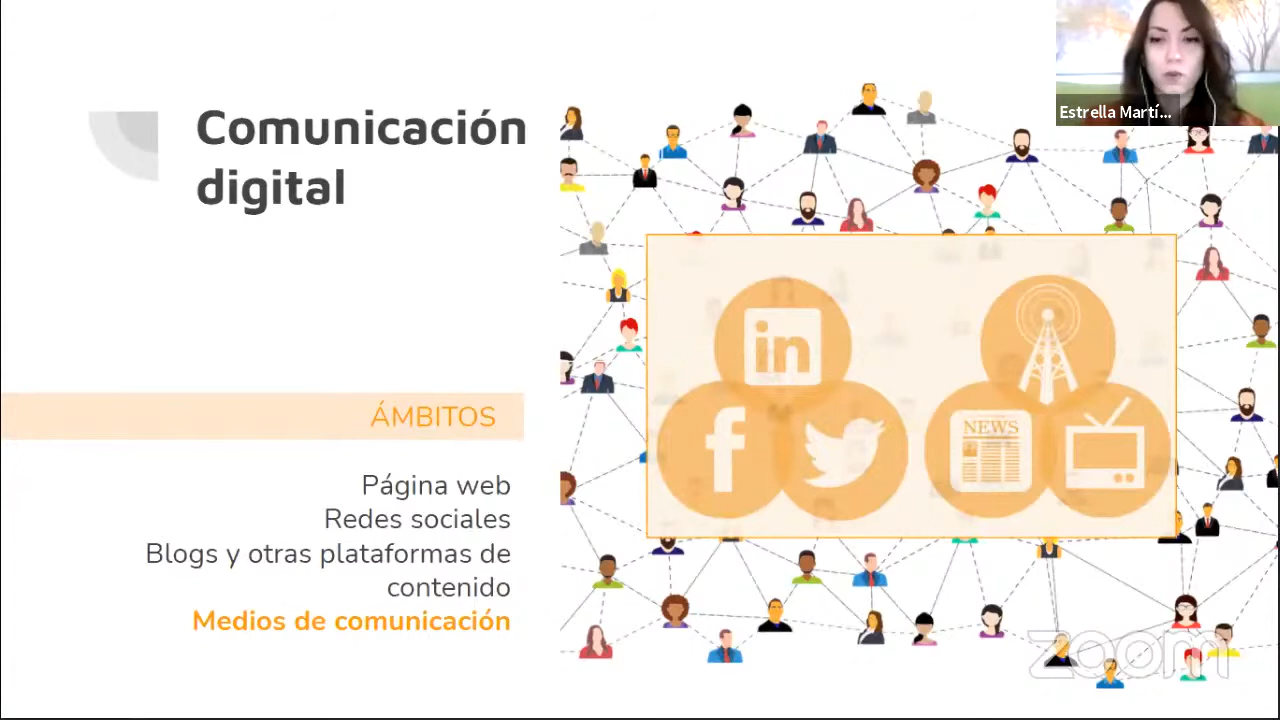 Estrella Martí...
Comunicación
digital
in
f
NEWS
ÁMBITOS
Página web
Redes sociales
Blogs y otras plataformas de
contenido
Medios de comunicación
zoom